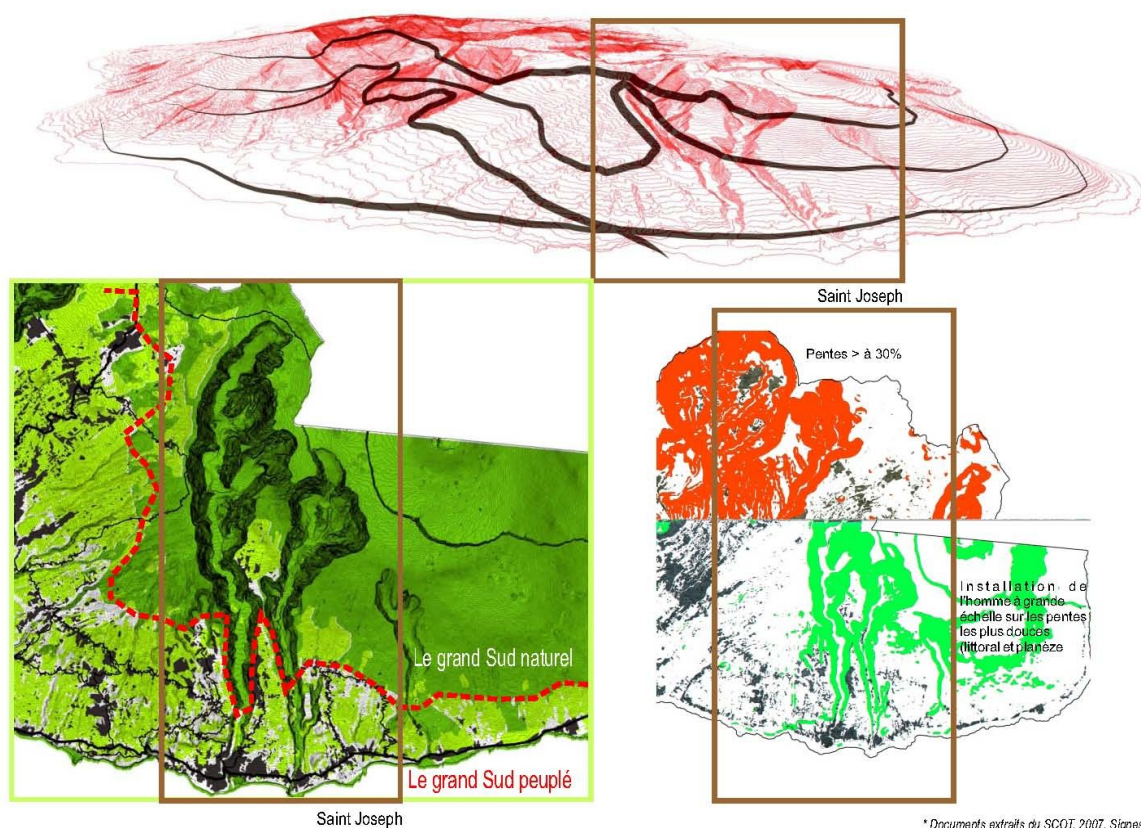 Saint Joseph
Pentes > à 30%
Installation de
l'homme à grande
échelle sur les pentes
les plus douces
(littoral et planèze
Le grand Sud naturel
Le grand Sud peuplé
Saint Joseph
* Documents extraits du SCOT, 2007, Signes